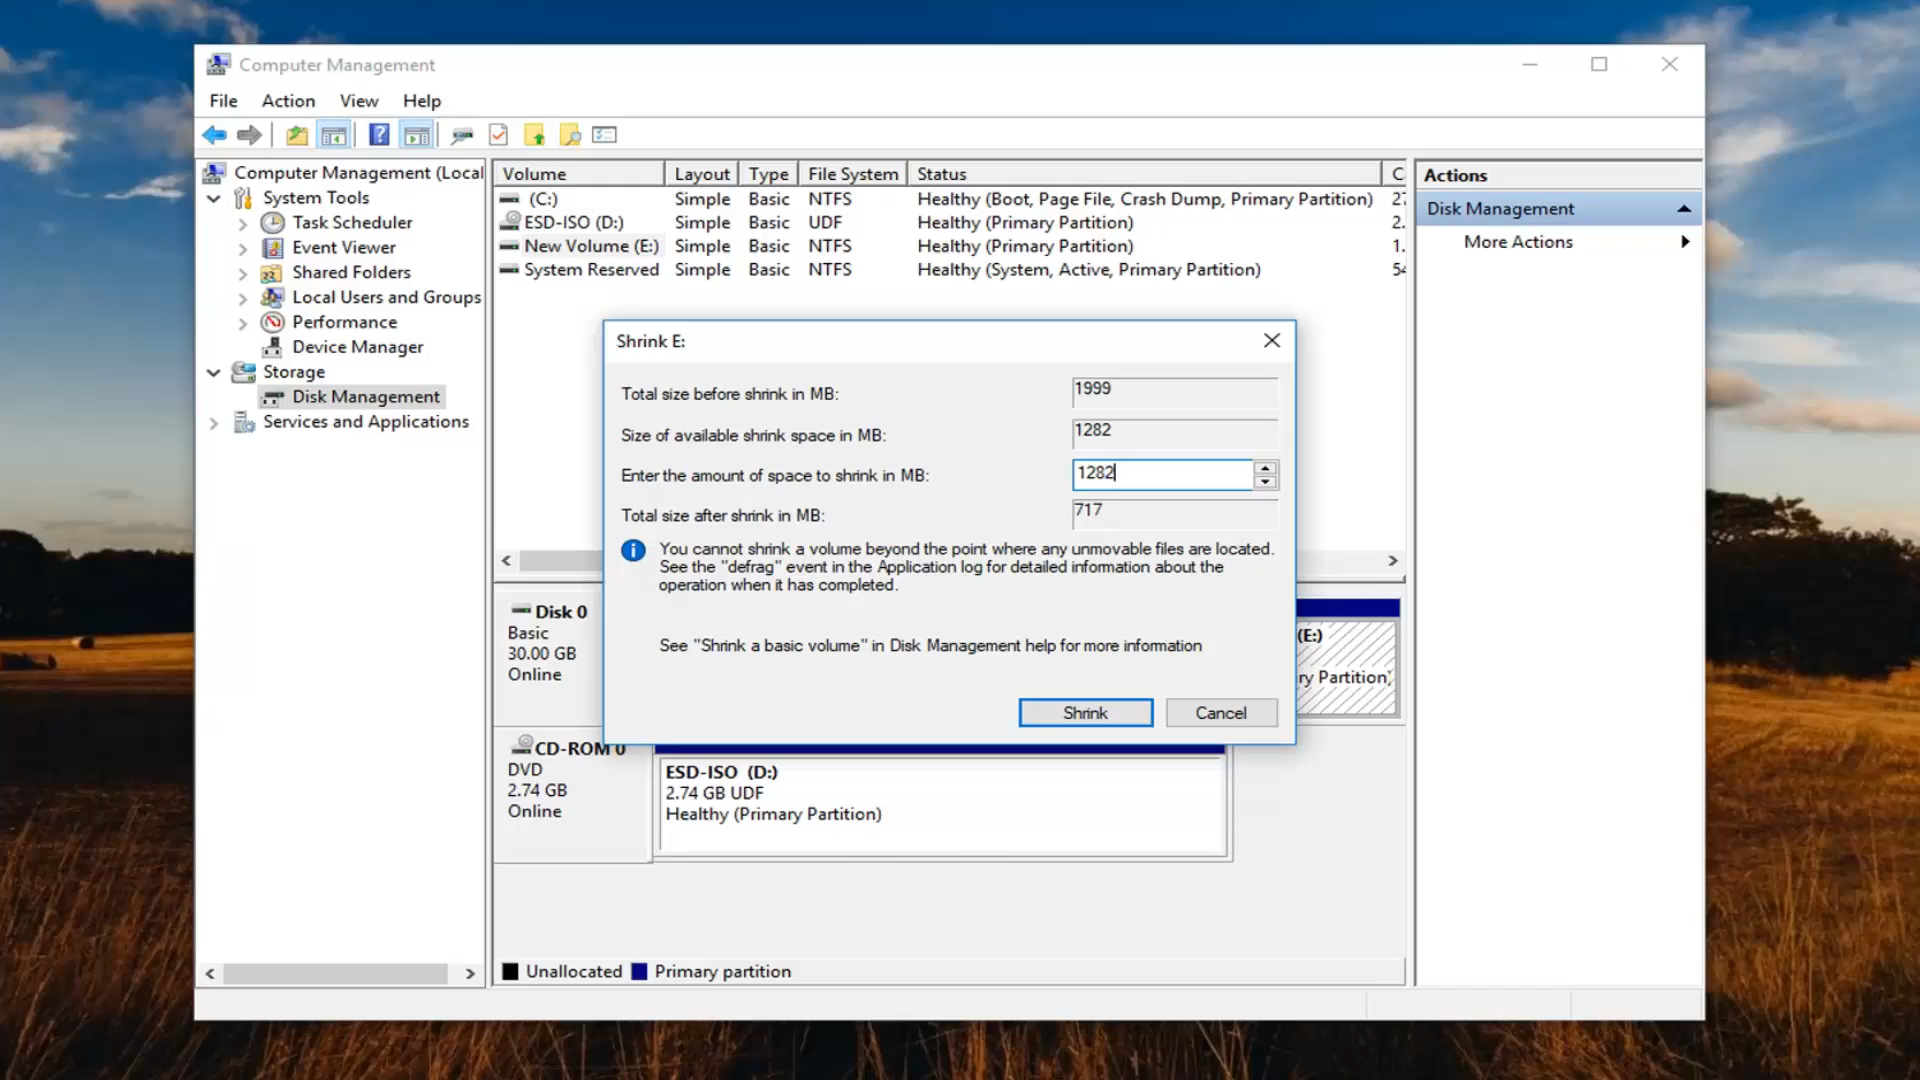 Computer Management
File Action View Help
Computer Management (Local
System Tools
Task Scheduler
Event Viewer
Shared Folders
Local Users and Groups
Performance
Device Manager
Storage
Disk Management
Services and Applications
Volume Layout Type File System Status C
(C:) Simple Basic NTFS Healthy (Boot, Page File, Crash Dump, Primary Partition) 27
ESD-ISO (D:) Simple Basic UDF Healthy (Primary Partition) 2.
New Volume (E:) Simple Basic NTFS Healthy (Primary Partition) 1.
System Reserved Simple Basic NTFS Healthy (System, Active, Primary Partition) 54
Actions
Disk Management
More Actions
Shrink E:
Total size before shrink in MB: 1999
Size of available shrink space in MB: 1282
Enter the amount of space to shrink in MB: 1282
Total size after shrink in MB: 717
You cannot shrink a volume beyond the point where any unmovable files are located.
See the "defrag" event in the Application log for detailed information about the
operation when it has completed.
See "Shrink a basic volume" in Disk Management help for more information
Shrink Cancel
Disk 0
Basic
30.00 GB
Online
(E:)
ry Partition)
CD-ROM 0
DVD
2.74 GB
Online
ESD-ISO (D:)
2.74 GB UDF
Healthy (Primary Partition)
Unallocated Primary partition